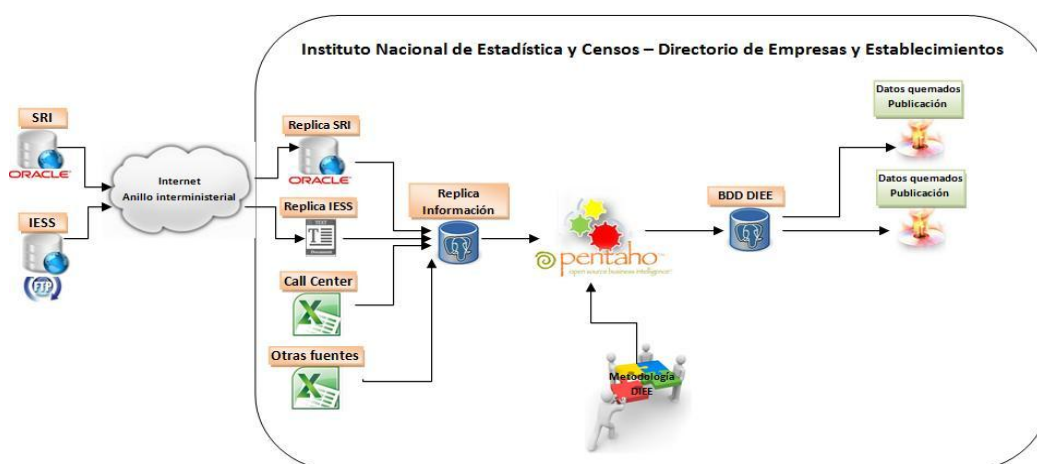 Instituto Nacional de Estadística y Censos – Directorio de Empresas y Establecimientos
SRI
ORACLE
IESS
FTP
Internet
Anillo interministerial
Replica SRI
ORACLE
Replica IESS
TEXT
T
Call Center
Otras fuentes
Replica
Información
pentaho
open source business intelligence
Metodología
DIEE
BDD DIEE
Datos quemados
Publicación
Datos quemados
Publicación